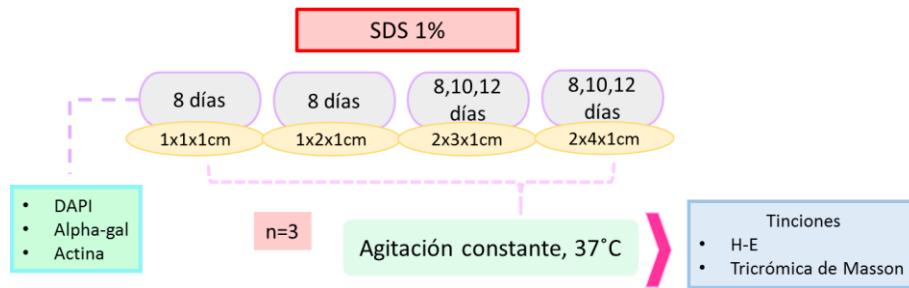 SDS 1%
8 días
8 días
8,10,12
días
8,10,12
días
1x1x1cm
1x2x1cm
2x3x1cm
2x4x1cm
• DAPI
• Alpha-gal
• Actina
n=3
Agitación constante, 37˚C
Tinciones
• H-E
• Tricrómica de Masson